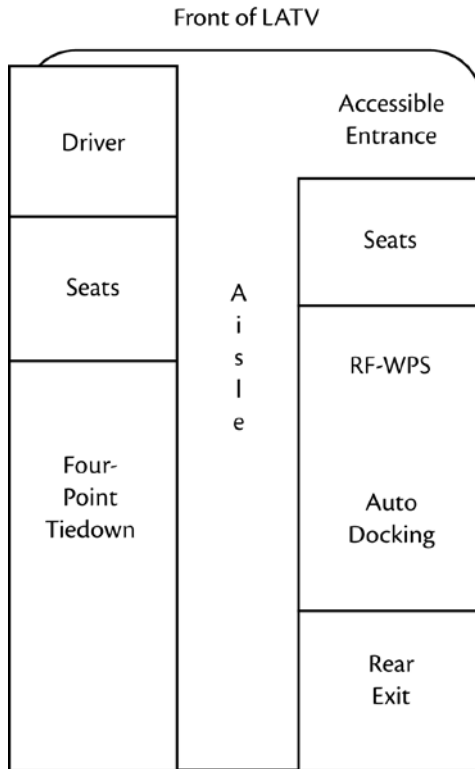 Front of LATV
Driver
Accessible
Entrance
Seats
Seats
A
i
s
l
e
RF-WPS
Four-
Point
Tiedown
Auto
Docking
Rear
Exit